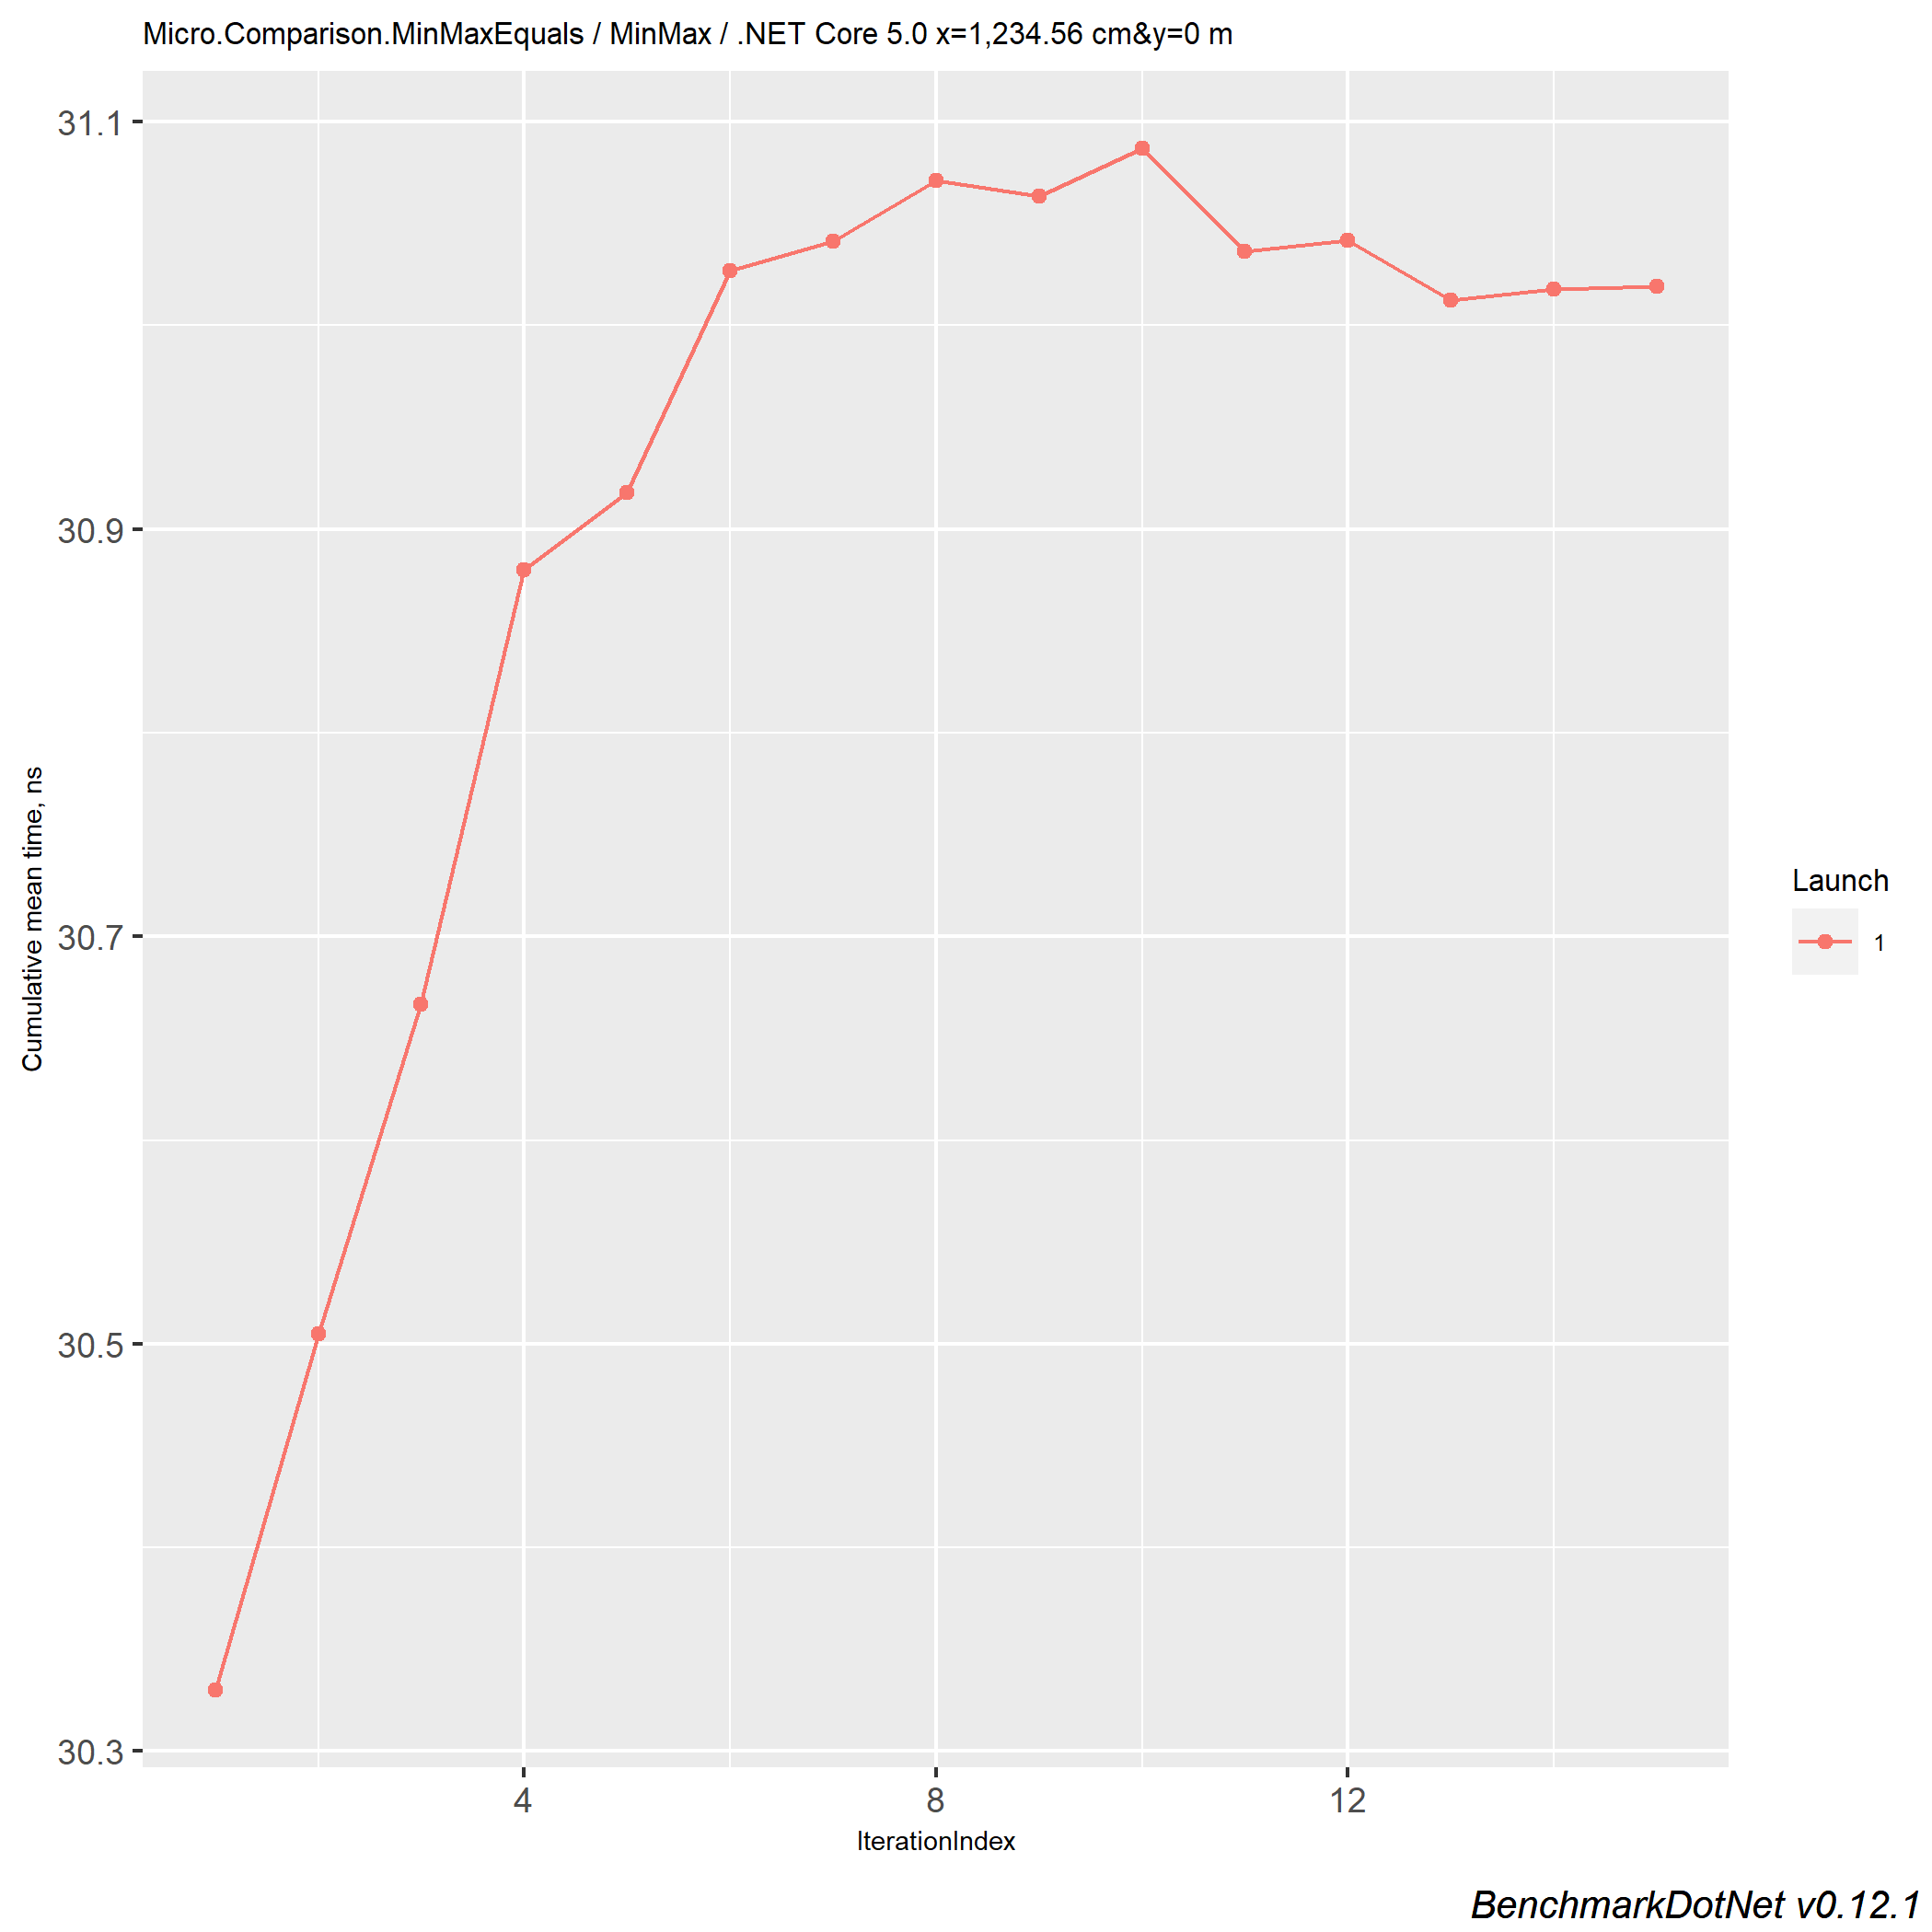 Micro.Comparison.MinMaxEquals / MinMax / .NET Core 5.0 x=1,234.56 cm&y=0 m
31.1
30.9
30.7
30.5
30.3
Cumulative mean time, ns
4
8
12
IterationIndex
Launch
1
BenchmarkDotNet v0.12.1